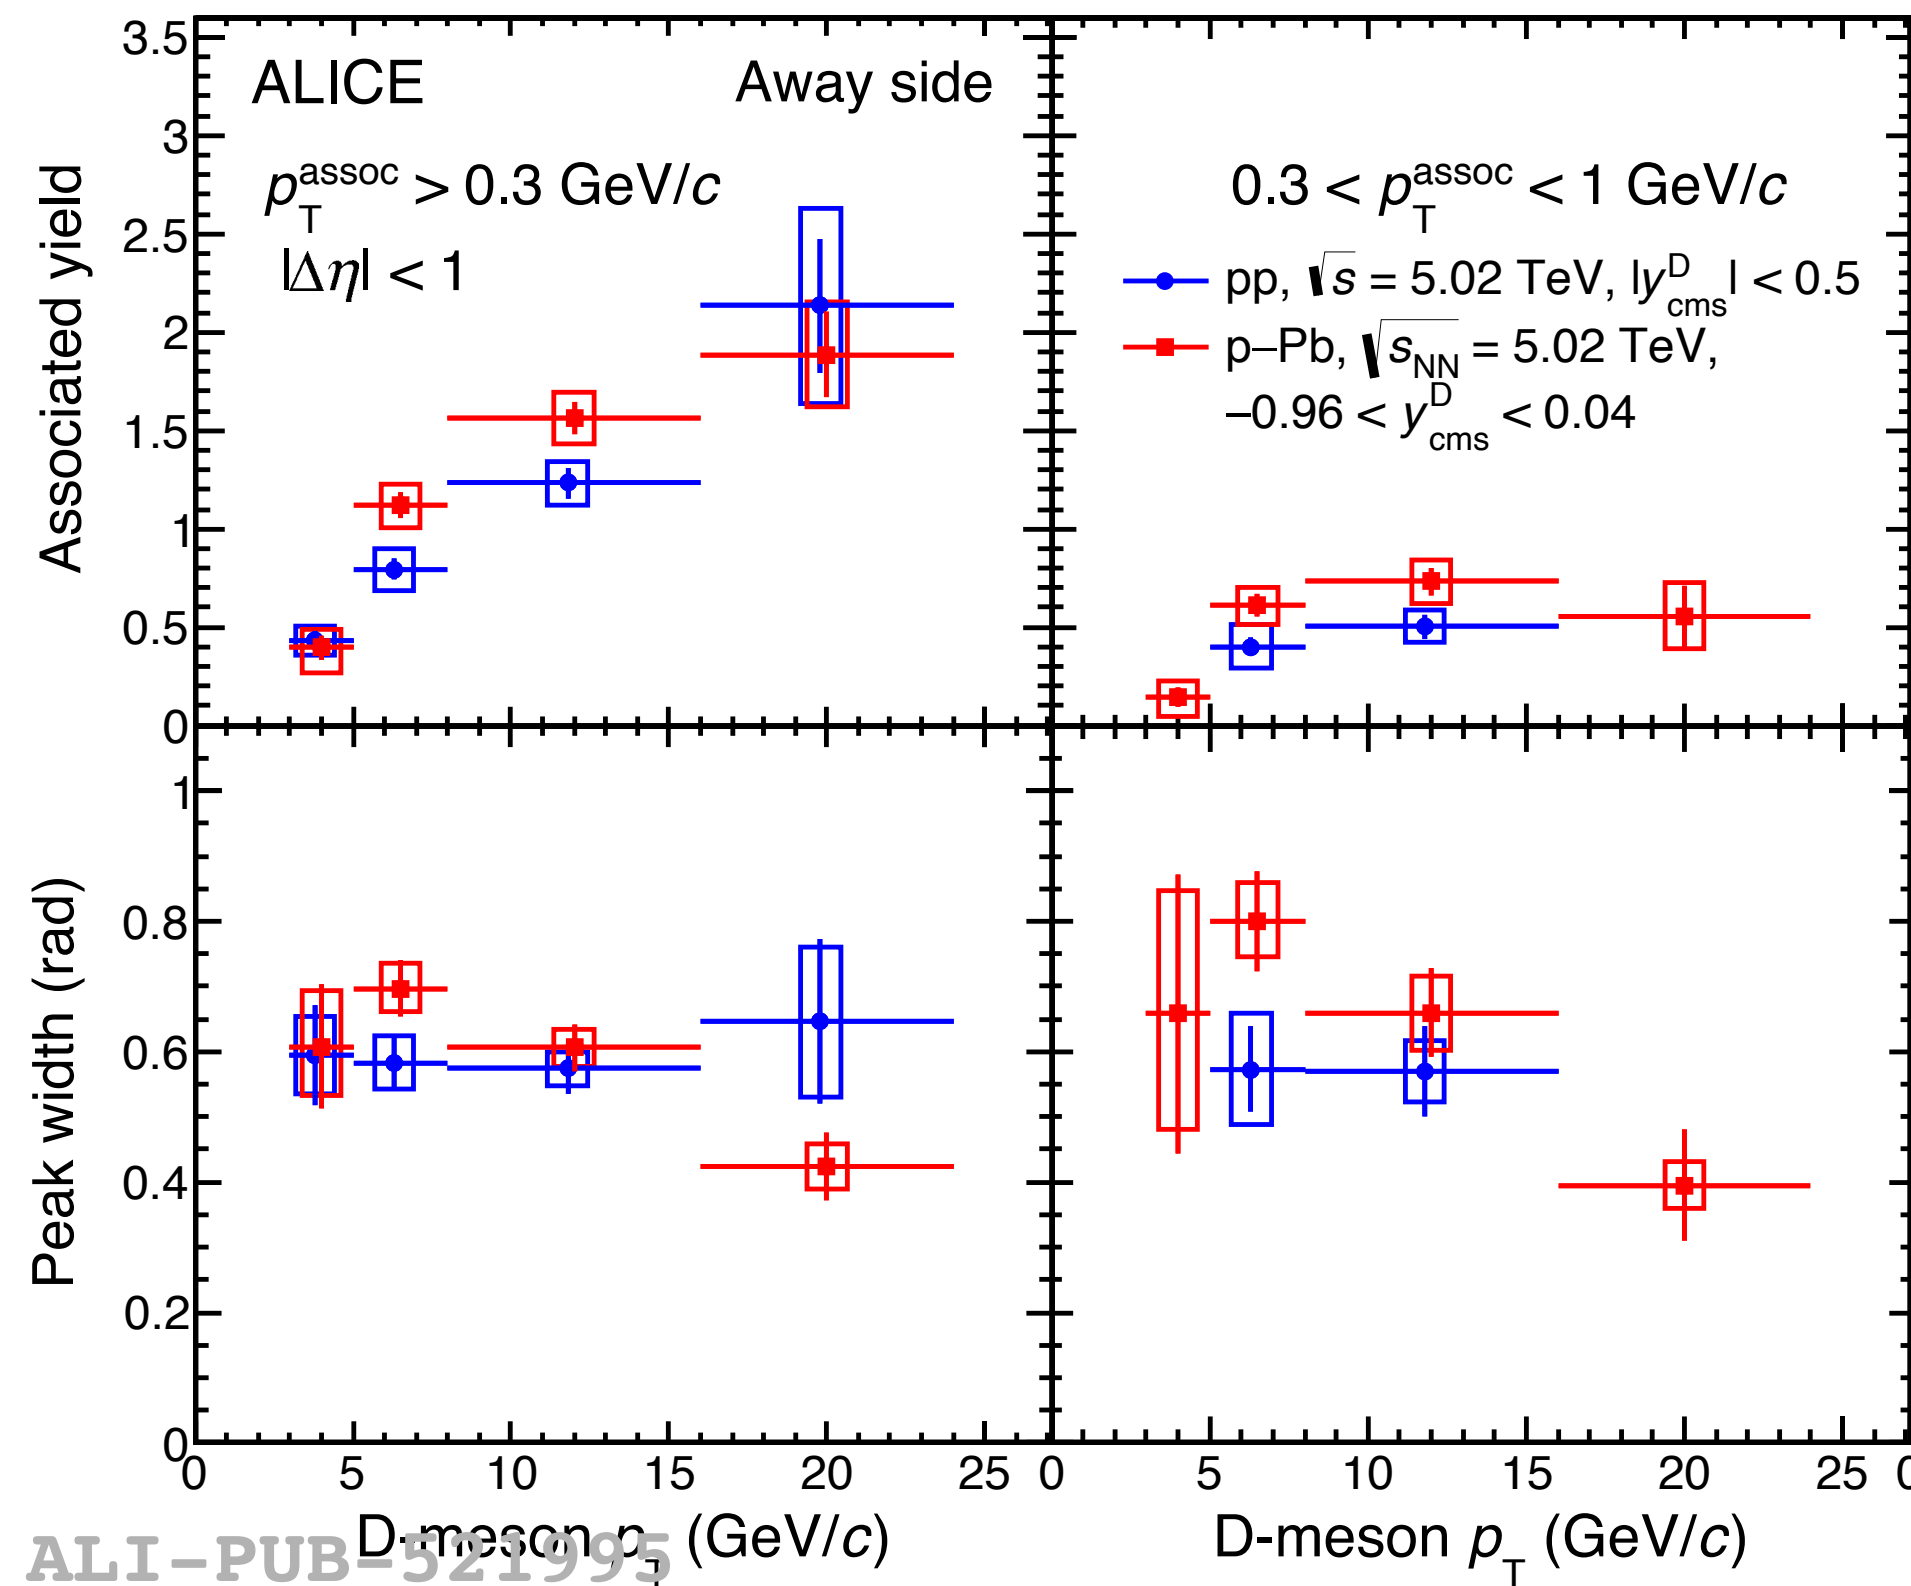 ALICE
Away side
p_T^assoc > 0.3 GeV/c
|Δη| < 1
0.3 < p_T^assoc < 1 GeV/c
pp, √s = 5.02 TeV, |y_cms^D| < 0.5
p–Pb, √s_NN = 5.02 TeV,
–0.96 < y_cms^D < 0.04
Associated yield
3.5
3
2.5
2
1.5
1
0.5
0
Peak width (rad)
1
0.8
0.6
0.4
0.2
0
0 5 10 15 20 25
0 5 10 15 20 25
D-meson p_T (GeV/c)
D-meson p_T (GeV/c)
ALI-PUB-521995